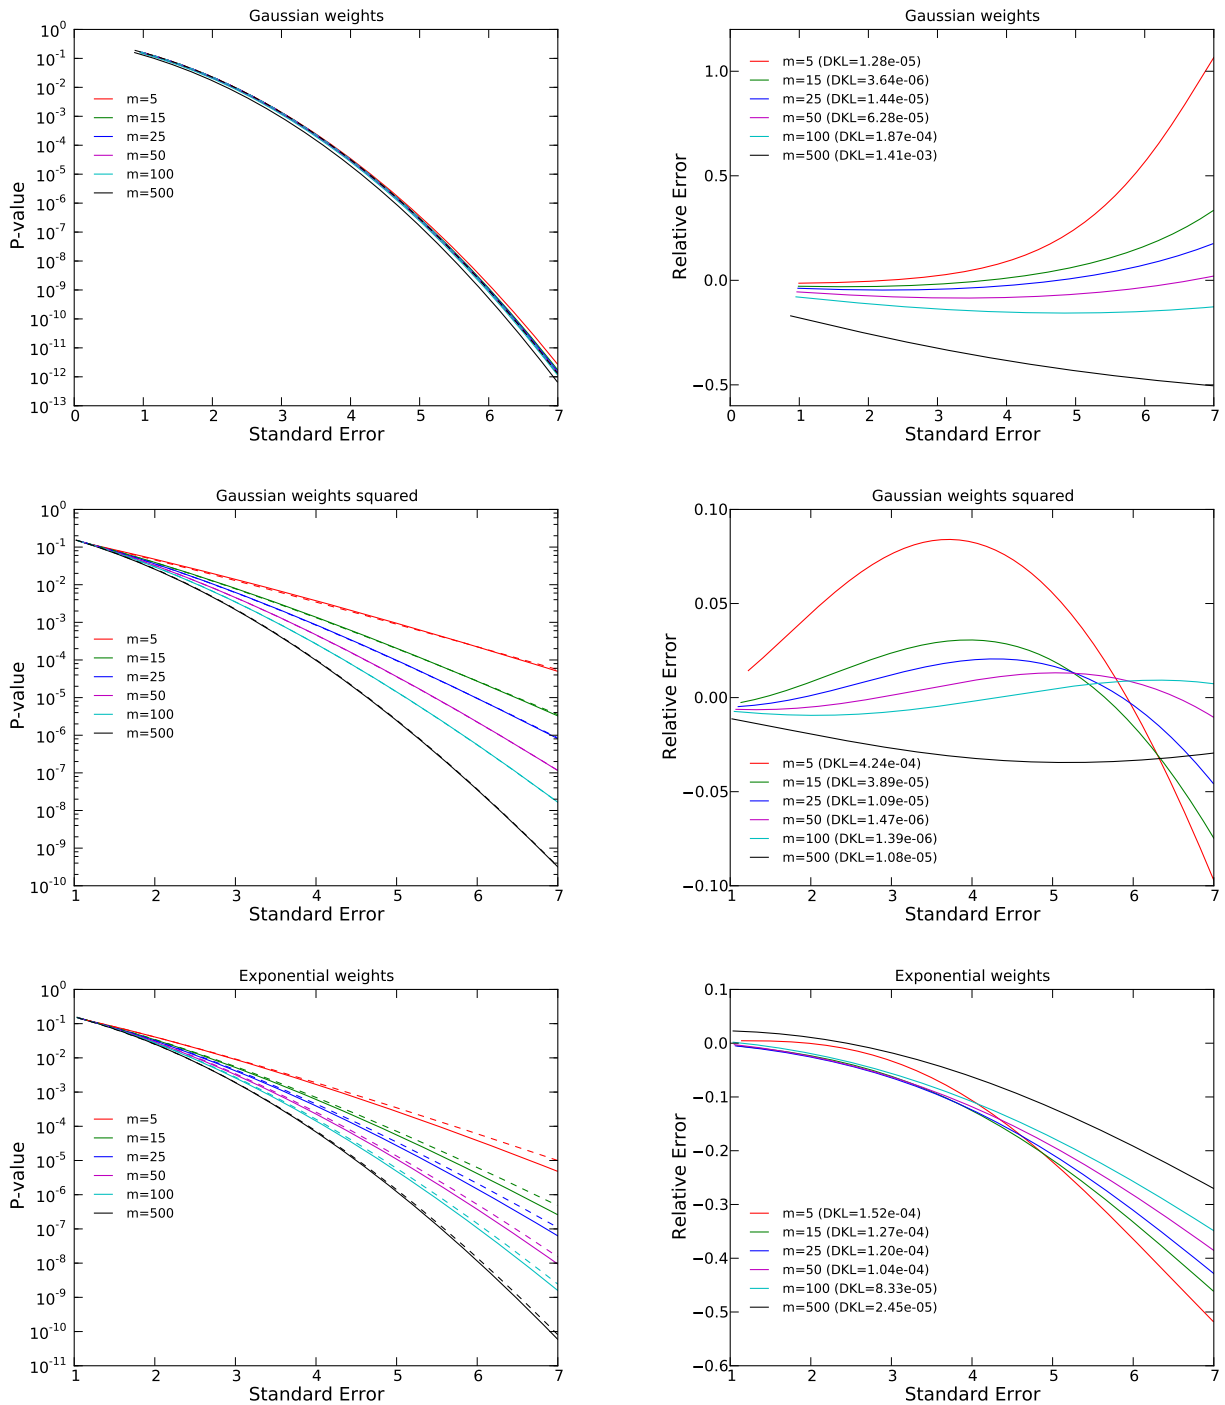 Gaussian weights
P-value
10^0
10^-1
10^-2
10^-3
10^-4
10^-5
10^-6
10^-7
10^-8
10^-9
10^-10
10^-11
10^-12
10^-13
m=5
m=15
m=25
m=50
m=100
m=500
0 1 2 3 4 5 6 7
Standard Error
Gaussian weights
Relative Error
1.0
0.5
0.0
−0.5
m=5 (DKL=1.28e-05)
m=15 (DKL=3.64e-06)
m=25 (DKL=1.44e-05)
m=50 (DKL=6.28e-05)
m=100 (DKL=1.87e-04)
m=500 (DKL=1.41e-03)
0 1 2 3 4 5 6 7
Standard Error
Gaussian weights squared
P-value
10^0
10^-1
10^-2
10^-3
10^-4
10^-5
10^-6
10^-7
10^-8
10^-9
10^-10
m=5
m=15
m=25
m=50
m=100
m=500
1 2 3 4 5 6 7
Standard Error
Gaussian weights squared
Relative Error
0.10
0.05
0.00
−0.05
−0.10
m=5 (DKL=4.24e-04)
m=15 (DKL=3.89e-05)
m=25 (DKL=1.09e-05)
m=50 (DKL=1.47e-06)
m=100 (DKL=1.39e-06)
m=500 (DKL=1.08e-05)
1 2 3 4 5 6 7
Standard Error
Exponential weights
P-value
10^0
10^-1
10^-2
10^-3
10^-4
10^-5
10^-6
10^-7
10^-8
10^-9
10^-10
10^-11
m=5
m=15
m=25
m=50
m=100
m=500
1 2 3 4 5 6 7
Standard Error
Exponential weights
Relative Error
0.1
0.0
−0.1
−0.2
−0.3
−0.4
−0.5
−0.6
m=5 (DKL=1.52e-04)
m=15 (DKL=1.27e-04)
m=25 (DKL=1.20e-04)
m=50 (DKL=1.04e-04)
m=100 (DKL=8.33e-05)
m=500 (DKL=2.45e-05)
1 2 3 4 5 6 7
Standard Error